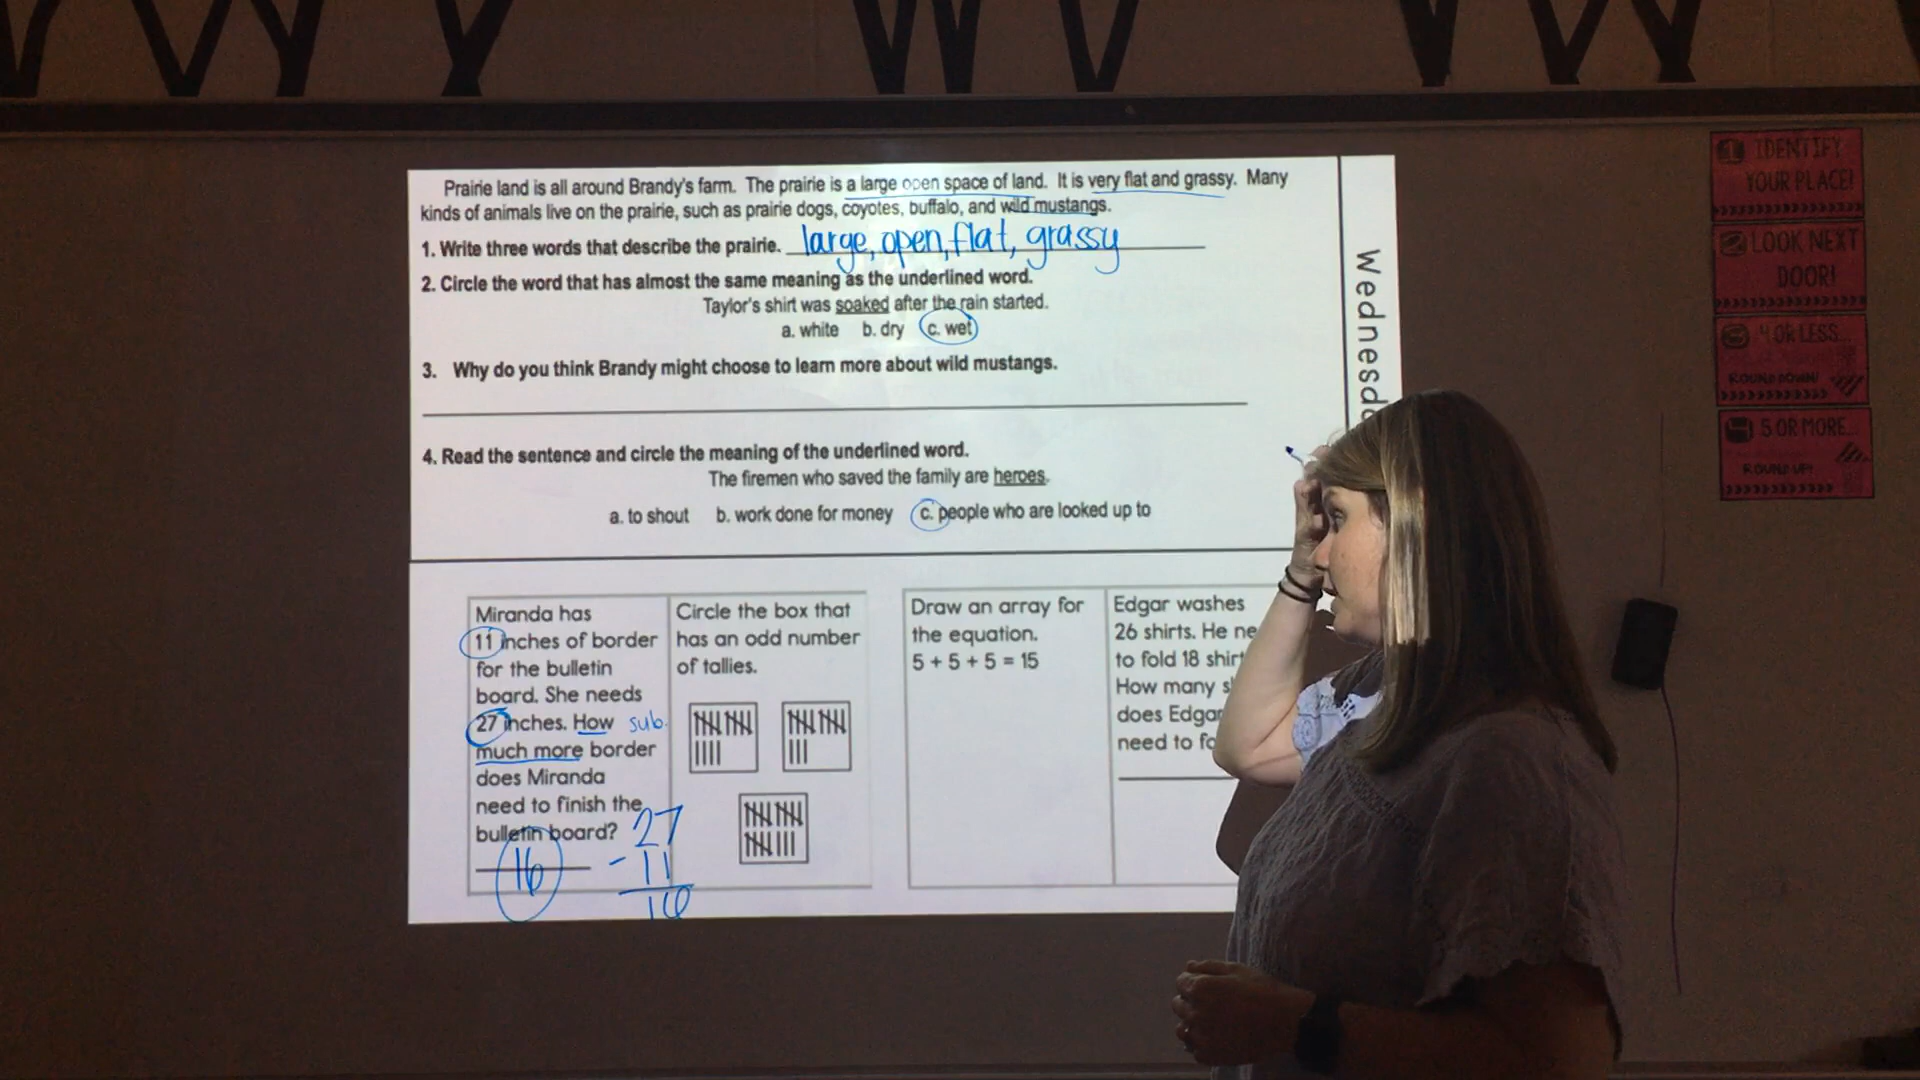 Prairie land is all around Brandy's farm. The prairie is a large open space of land. It is very flat and grassy. Many
kinds of animals live on the prairie, such as prairie dogs, coyotes, buffalo, and wild mustangs.
1. Write three words that describe the prairie. large, open, flat, grassy
2. Circle the word that has almost the same meaning as the underlined word.
Taylor's shirt was soaked after the rain started.
a. white b. dry c. wet
3. Why do you think Brandy might choose to learn more about wild mustangs.
4. Read the sentence and circle the meaning of the underlined word.
The firemen who saved the family are heroes.
a. to shout b. work done for money c. people who are looked up to
Wednesd
Miranda has
11 inches of border
for the bulletin
board. She needs
27 inches. How sub.
much more border
does Miranda
need to finish the
bulletin board?
16
27
- 11
16
Circle the box that
has an odd number
of tallies.
Draw an array for
the equation.
5 + 5 + 5 = 15
Edgar washes
26 shirts. He ne
to fold 18 shirt
How many s
does Edgar
need to fo
1 IDENTIFY
YOUR PLACE!
2 LOOK NEXT
DOOR!
4 OR LESS...
ROUND DOWN!
5 OR MORE...
ROUND UP!